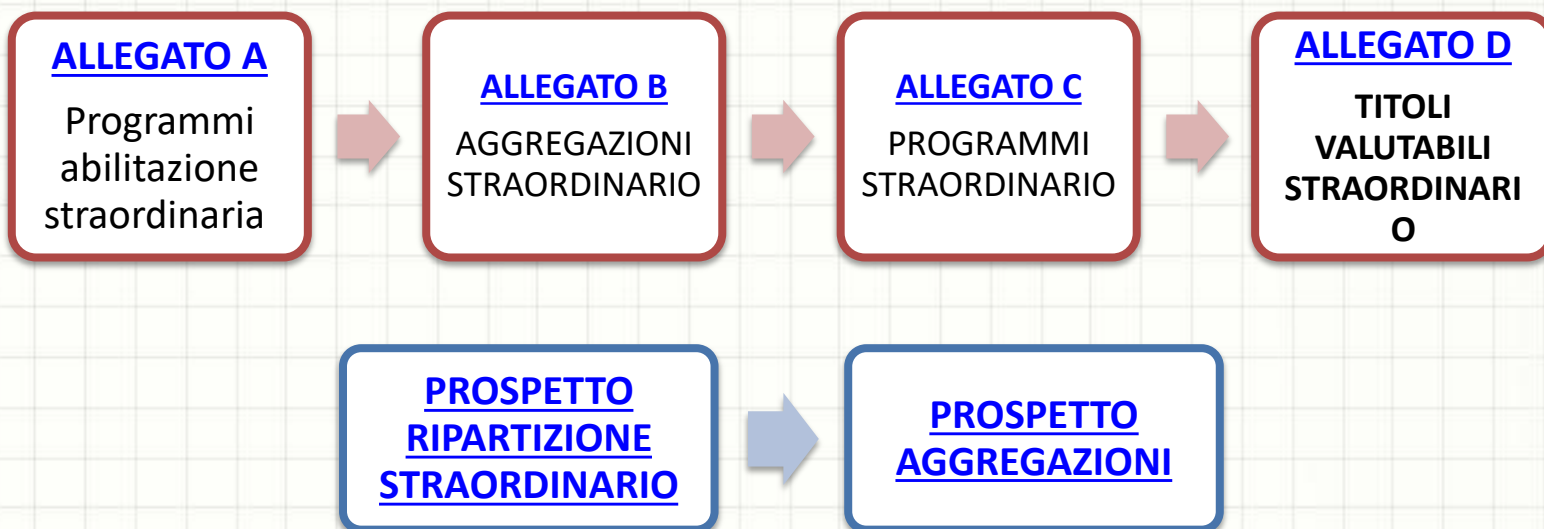 ALLEGATO A
Programmi
abilitazione
straordinaria
ALLEGATO B
AGGREGAZIONI
STRAORDINARIO
ALLEGATO C
PROGRAMMI
STRAORDINARIO
ALLEGATO D
TITOLI
VALUTABILI
STRAORDINARI
O
PROSPETTO
RIPARTIZIONE
STRAORDINARIO
PROSPETTO
AGGREGAZIONI